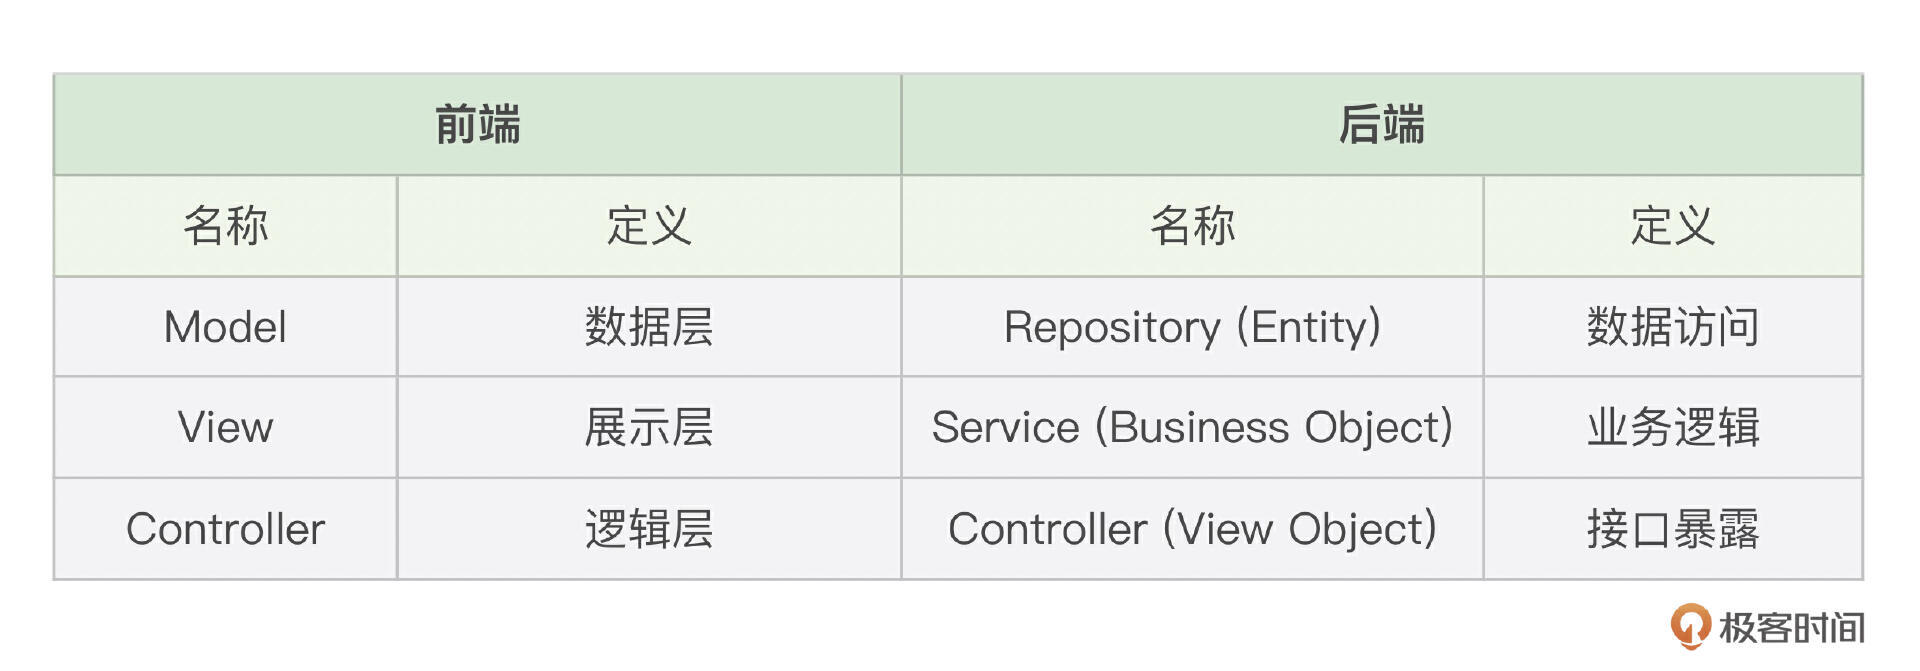 前端 后端
名称 定义 名称 定义
Model 数据层 Repository (Entity) 数据访问
View 展示层 Service (Business Object) 业务逻辑
Controller 逻辑层 Controller (View Object) 接口暴露
极客时间